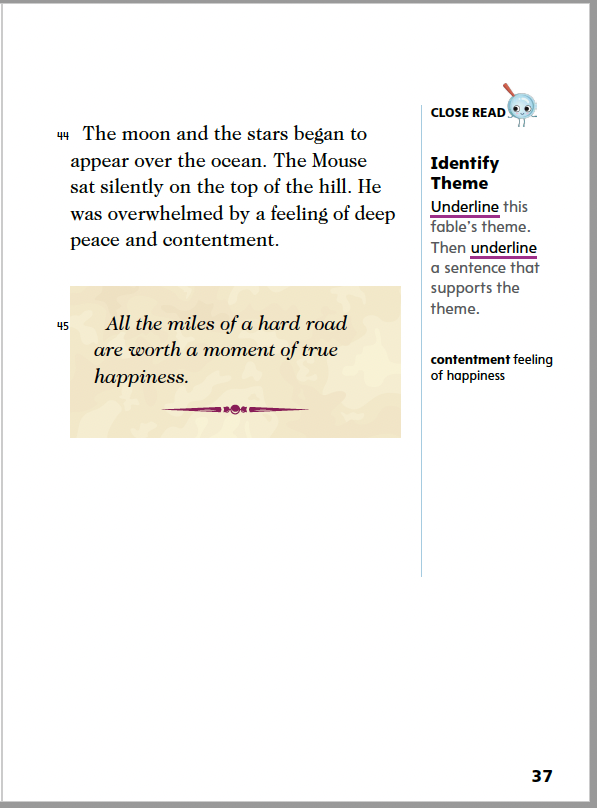 44 The moon and the stars began to
appear over the ocean. The Mouse
sat silently on the top of the hill. He
was overwhelmed by a feeling of deep
peace and contentment.
45 All the miles of a hard road
are worth a moment of true
happiness.
CLOSE READ
Identify
Theme
Underline this
fable's theme.
Then underline
a sentence that
supports the
theme.
contentment feeling
of happiness
37